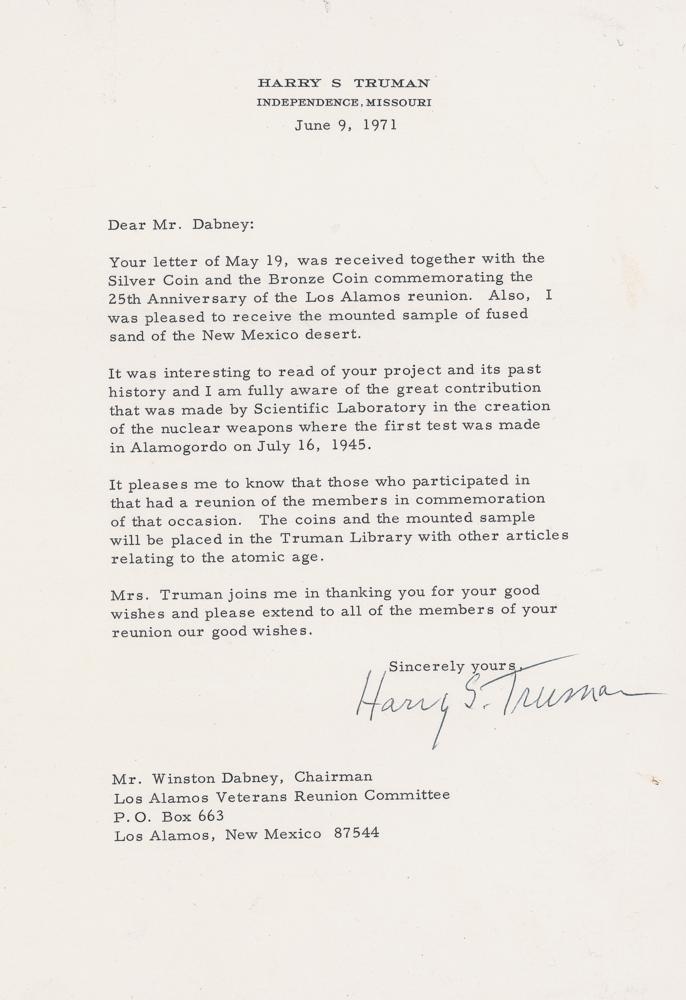 HARRY S TRUMAN
INDEPENDENCE, MISSOURI
June 9, 1971
Dear Mr. Dabney:
Your letter of May 19, was received together with the
Silver Coin and the Bronze Coin commemorating the
25th Anniversary of the Los Alamos reunion. Also, I
was pleased to receive the mounted sample of fused
sand of the New Mexico desert.
It was interesting to read of your project and its past
history and I am fully aware of the great contribution
that was made by Scientific Laboratory in the creation
of the nuclear weapons where the first test was made
in Alamogordo on July 16, 1945.
It pleases me to know that those who participated in
that had a reunion of the members in commemoration
of that occasion. The coins and the mounted sample
will be placed in the Truman Library with other articles
relating to the atomic age.
Mrs. Truman joins me in thanking you for your good
wishes and please extend to all of the members of your
reunion our good wishes.
Sincerely yours,
Harry S. Truman
Mr. Winston Dabney, Chairman
Los Alamos Veterans Reunion Committee
P.O. Box 663
Los Alamos, New Mexico 87544